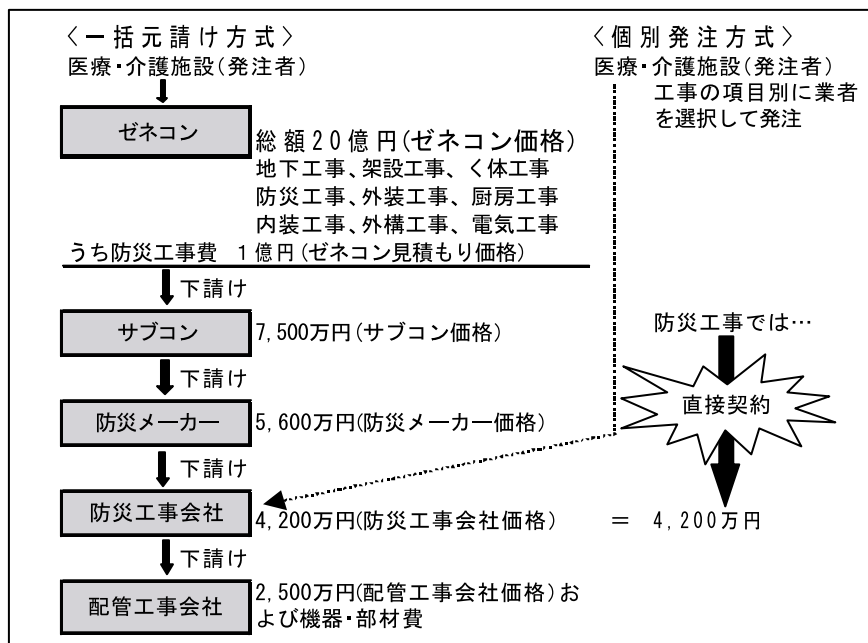 〈一括元請け方式〉
医療・介護施設(発注者)
ゼネコン
総額20億円(ゼネコン価格)
地下工事、架設工事、く体工事
防災工事、外装工事、厨房工事
内装工事、外構工事、電気工事
うち防災工事費 1億円(ゼネコン見積もり価格)
下請け
サブコン
7,500万円(サブコン価格)
下請け
防災メーカー
5,600万円(防災メーカー価格)
下請け
防災工事会社
4,200万円(防災工事会社価格)
下請け
配管工事会社
2,500万円(配管工事会社価格)お
よび機器・部材費
〈個別発注方式〉
医療・介護施設(発注者)
工事の項目別に業者
を選択して発注
防災工事では…
直接契約
= 4,200万円